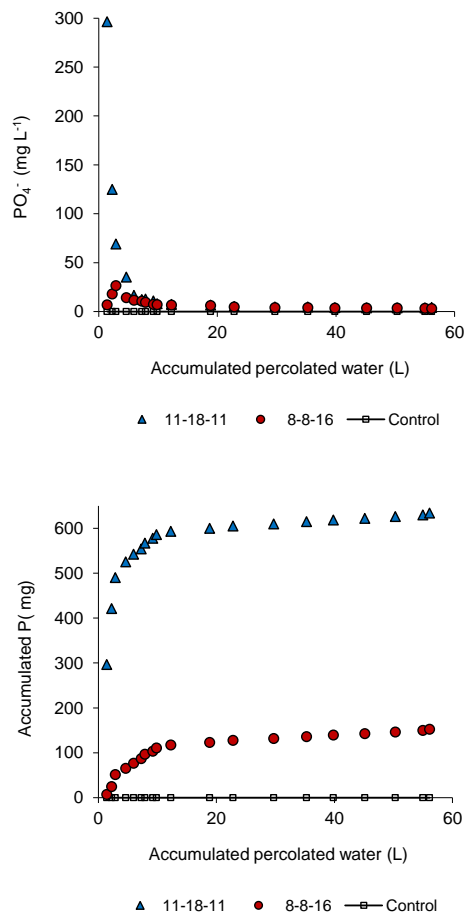 300
250
200
150
100
50
0
PO₄⁻ (mg L⁻¹)
0 20 40 60
Accumulated percolated water (L)
11-18-11 8-8-16 Control
600
500
400
300
200
100
0
Accumulated P( mg)
0 20 40 60
Accumulated percolated water (L)
11-18-11 8-8-16 Control